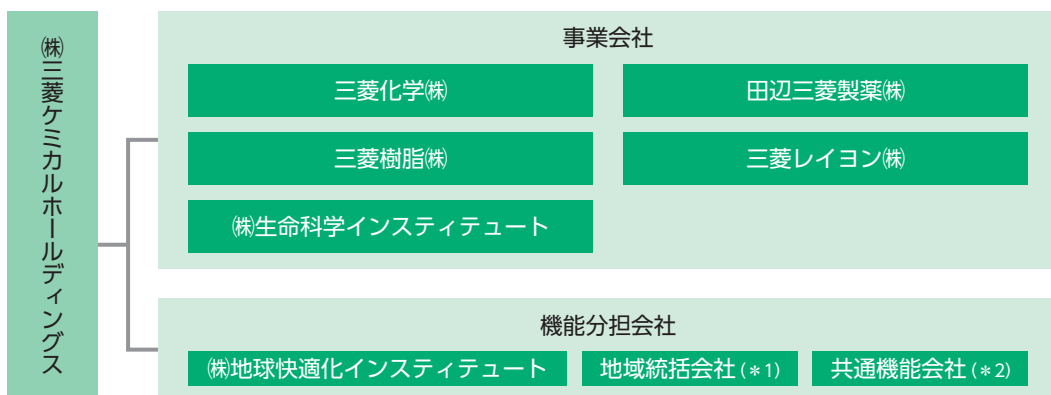 ㈱三菱ケミカルホールディングス
事業会社
三菱化学㈱
田辺三菱製薬㈱
三菱樹脂㈱
三菱レイヨン㈱
㈱生命科学インスティテュート
機能分担会社
㈱地球快適化インスティテュート
地域統括会社(＊1)
共通機能会社(＊2)